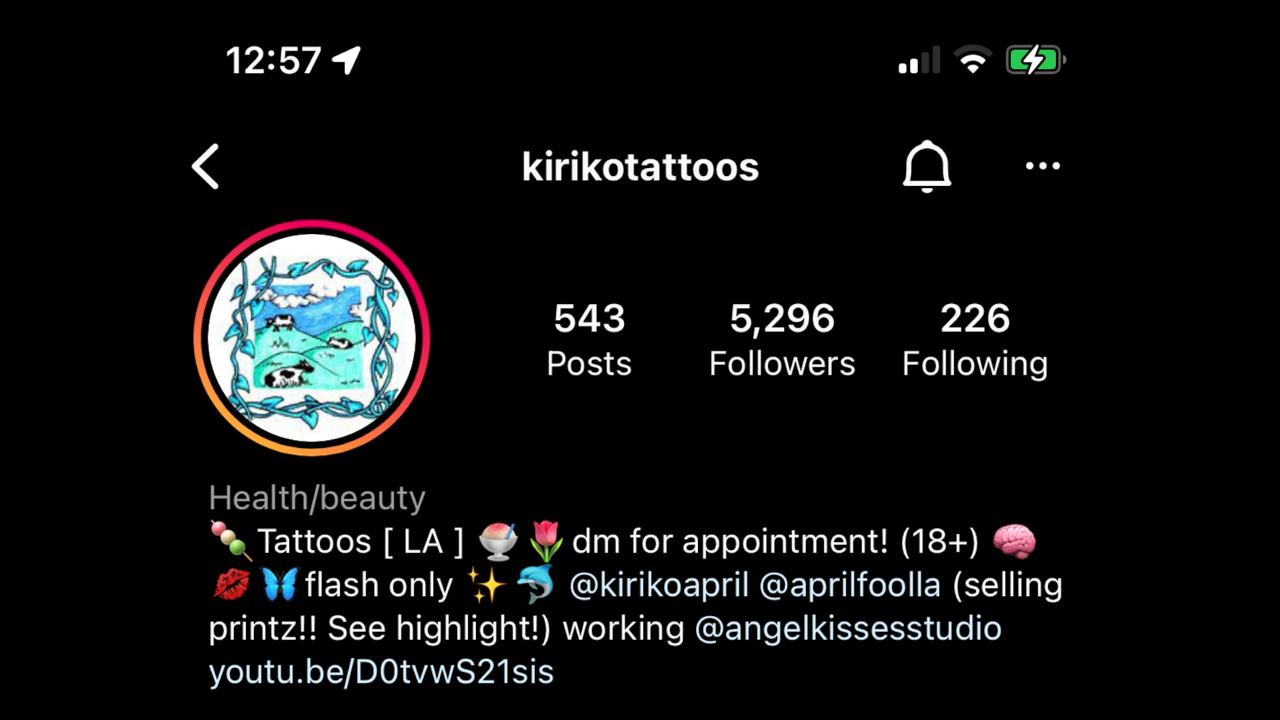 12:57
kirikotattoos
543 5,296 226
Posts Followers Following
Health/beauty
🍡Tattoos [ LA ] 🍧🌷dm for appointment! (18+) 🧠
💋🦋flash only ✨🐬 @kirikoapril @aprilfoolla (selling
printz!! See highlight!) working @angelkissesstudio
youtu.be/D0tvwS21sis